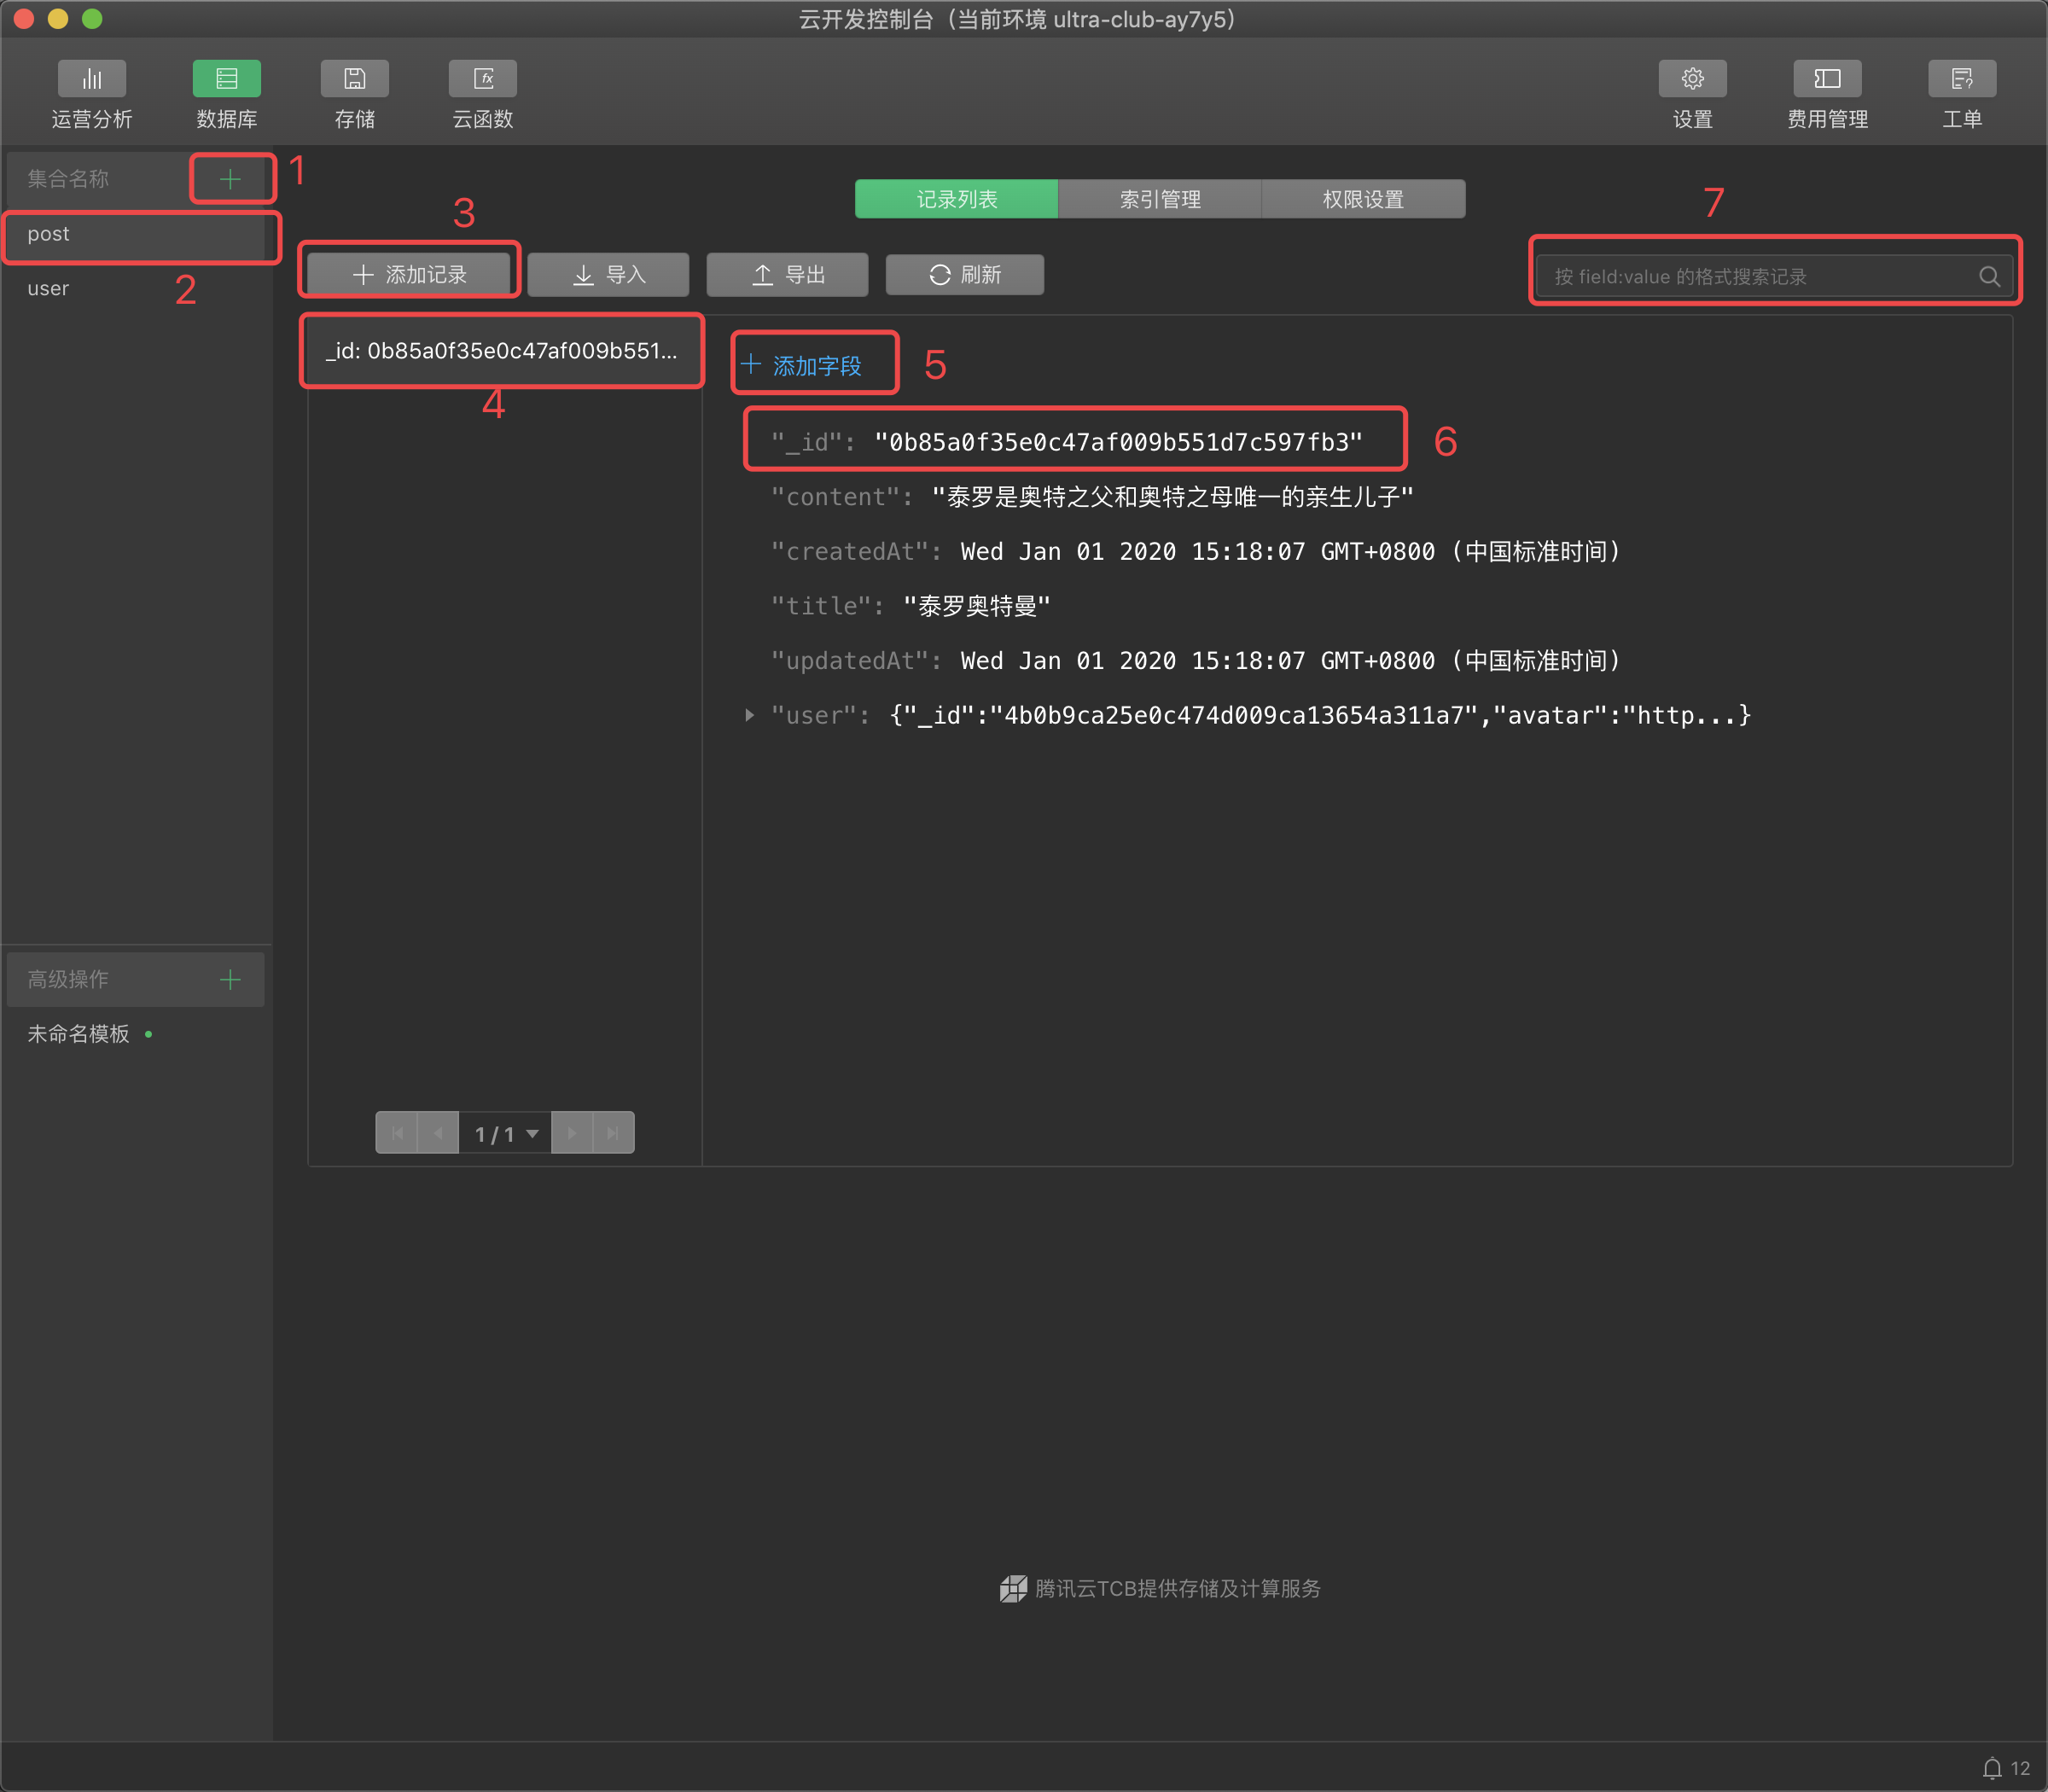 云开发控制台（当前环境 ultra-club-ay7y5）
运营分析
数据库
存储
云函数
设置
费用管理
工单
集合名称
1
post
2
user
记录列表
索引管理
权限设置
3
7
添加记录
导入
导出
刷新
按 field:value 的格式搜索记录
_id: 0b85a0f35e0c47af009b551...
4
添加字段
5
"_id": "0b85a0f35e0c47af009b551d7c597fb3"
6
"content": "泰罗是奥特之父和奥特之母唯一的亲生儿子"
"createdAt": Wed Jan 01 2020 15:18:07 GMT+0800 (中国标准时间)
"title": "泰罗奥特曼"
"updatedAt": Wed Jan 01 2020 15:18:07 GMT+0800 (中国标准时间)
"user": {"_id":"4b0b9ca25e0c474d009ca13654a311a7","avatar":"http...}
高级操作
未命名模板
1 / 1
腾讯云TCB提供存储及计算服务
12